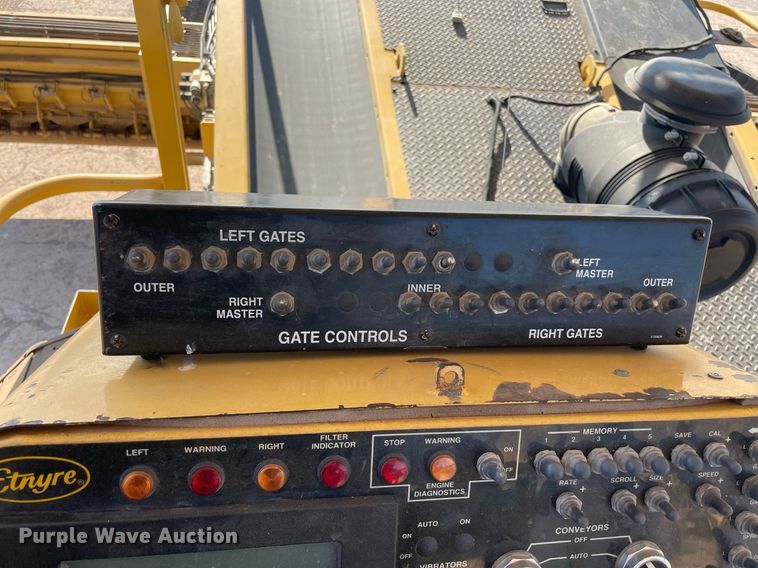 LEFT GATES
OUTER
RIGHT MASTER
INNER
LEFT MASTER
OUTER
GATE CONTROLS
RIGHT GATES
Etnyre ®
LEFT
WARNING
RIGHT
FILTER INDICATOR
STOP
WARNING
ENGINE DIAGNOSTICS
ON
OFF
MEMORY
1 2 3 4 5
SAVE
CAL
+
RATE
+
SCROLL
+
SIZE
+
SPEED
+
AUTO
ON
OFF
VIBRATORS
CONVEYORS
OFF
AUTO
Purple Wave Auction